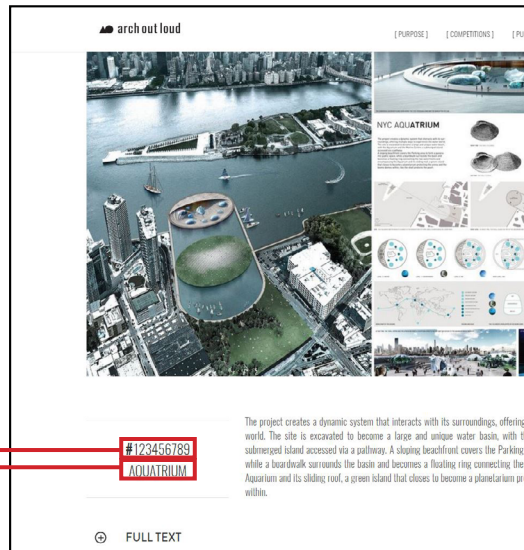 arch out loud
[ PURPOSE ] [ COMPETITIONS ] [ PU
NYC AQUATRIUM
#123456789
AQUATRIUM
The project creates a dynamic system that interacts with its surroundings, offering
world. The site is excavated to become a large and unique water basin, with t
submerged island accessed via a pathway. A sloping beachfront covers the Parking
while a boardwalk surrounds the basin and becomes a floating ring connecting the
Aquarium and its sliding roof, a green island that closes to become a planetarium pr
within.
FULL TEXT